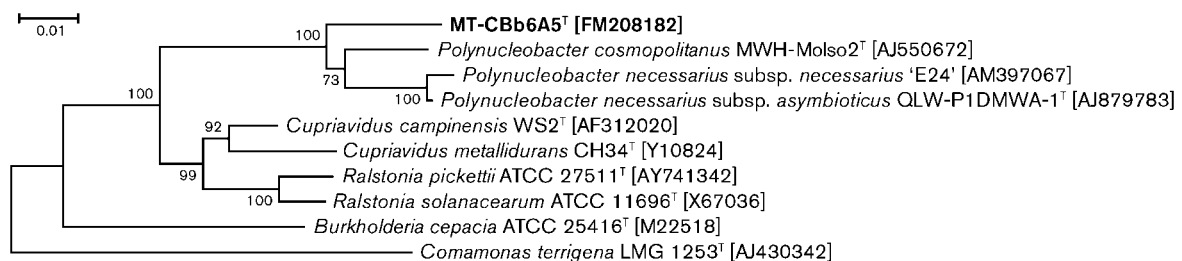 0.01
MT-CBb6A5ᵀ [FM208182]
100
Polynucleobacter cosmopolitanus MWH-MoIso2ᵀ [AJ550672]
73
Polynucleobacter necessarius subsp. necessarius ‘E24’ [AM397067]
100
Polynucleobacter necessarius subsp. asymbioticus QLW-P1DMWA-1ᵀ [AJ879783]
100
92
Cupriavidus campinensis WS2ᵀ [AF312020]
Cupriavidus metallidurans CH34ᵀ [Y10824]
99
Ralstonia pickettii ATCC 27511ᵀ [AY741342]
100
Ralstonia solanacearum ATCC 11696ᵀ [X67036]
Burkholderia cepacia ATCC 25416ᵀ [M22518]
Comamonas terrigena LMG 1253ᵀ [AJ430342]